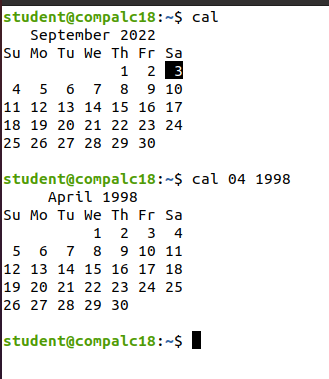 student@compalc18:~$ cal
   September 2022
Su Mo Tu We Th Fr Sa
             1  2  3
 4  5  6  7  8  9 10
11 12 13 14 15 16 17
18 19 20 21 22 23 24
25 26 27 28 29 30

student@compalc18:~$ cal 04 1998
     April 1998
Su Mo Tu We Th Fr Sa
          1  2  3  4
 5  6  7  8  9 10 11
12 13 14 15 16 17 18
19 20 21 22 23 24 25
26 27 28 29 30

student@compalc18:~$